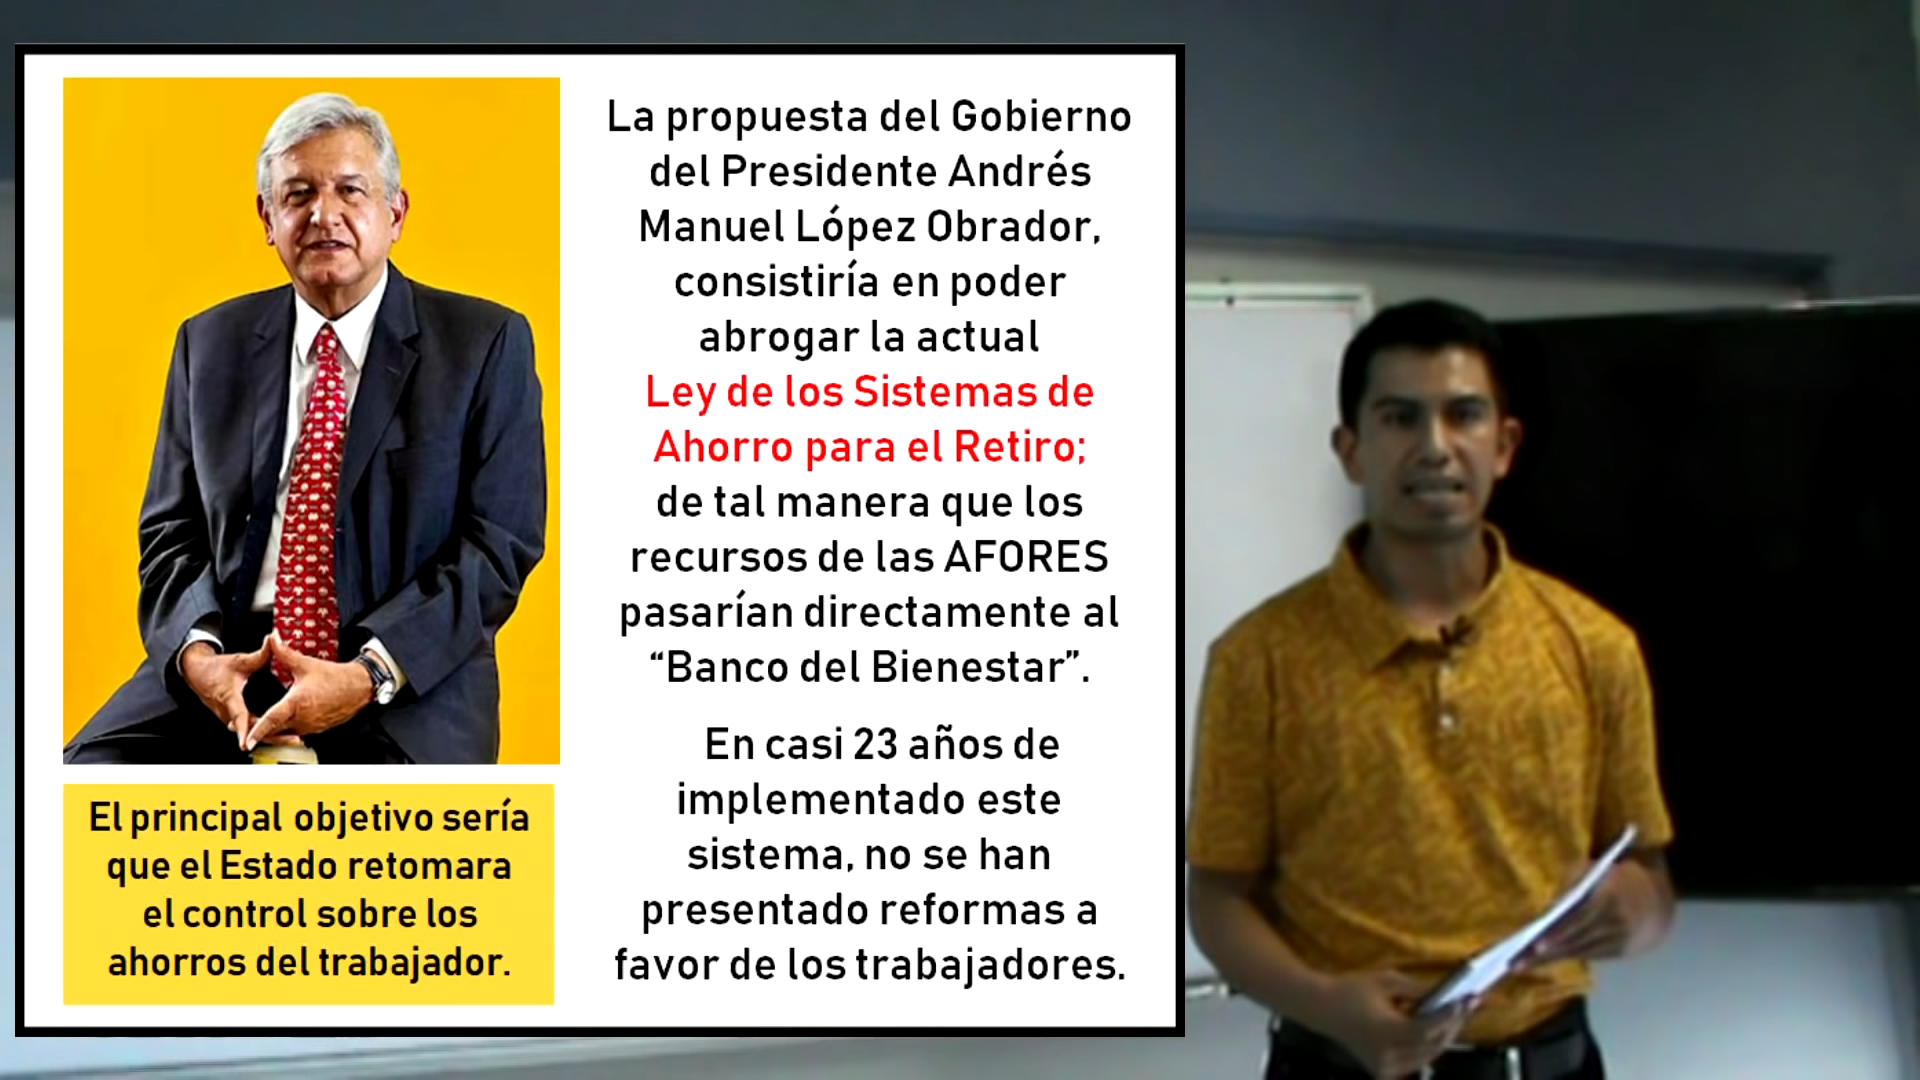 La propuesta del Gobierno
del Presidente Andrés
Manuel López Obrador,
consistiría en poder
abrogar la actual
Ley de los Sistemas de
Ahorro para el Retiro;
de tal manera que los
recursos de las AFORES
pasarían directamente al
“Banco del Bienestar”.
En casi 23 años de
implementado este
sistema, no se han
presentado reformas a
favor de los trabajadores.
El principal objetivo sería
que el Estado retomara
el control sobre los
ahorros del trabajador.